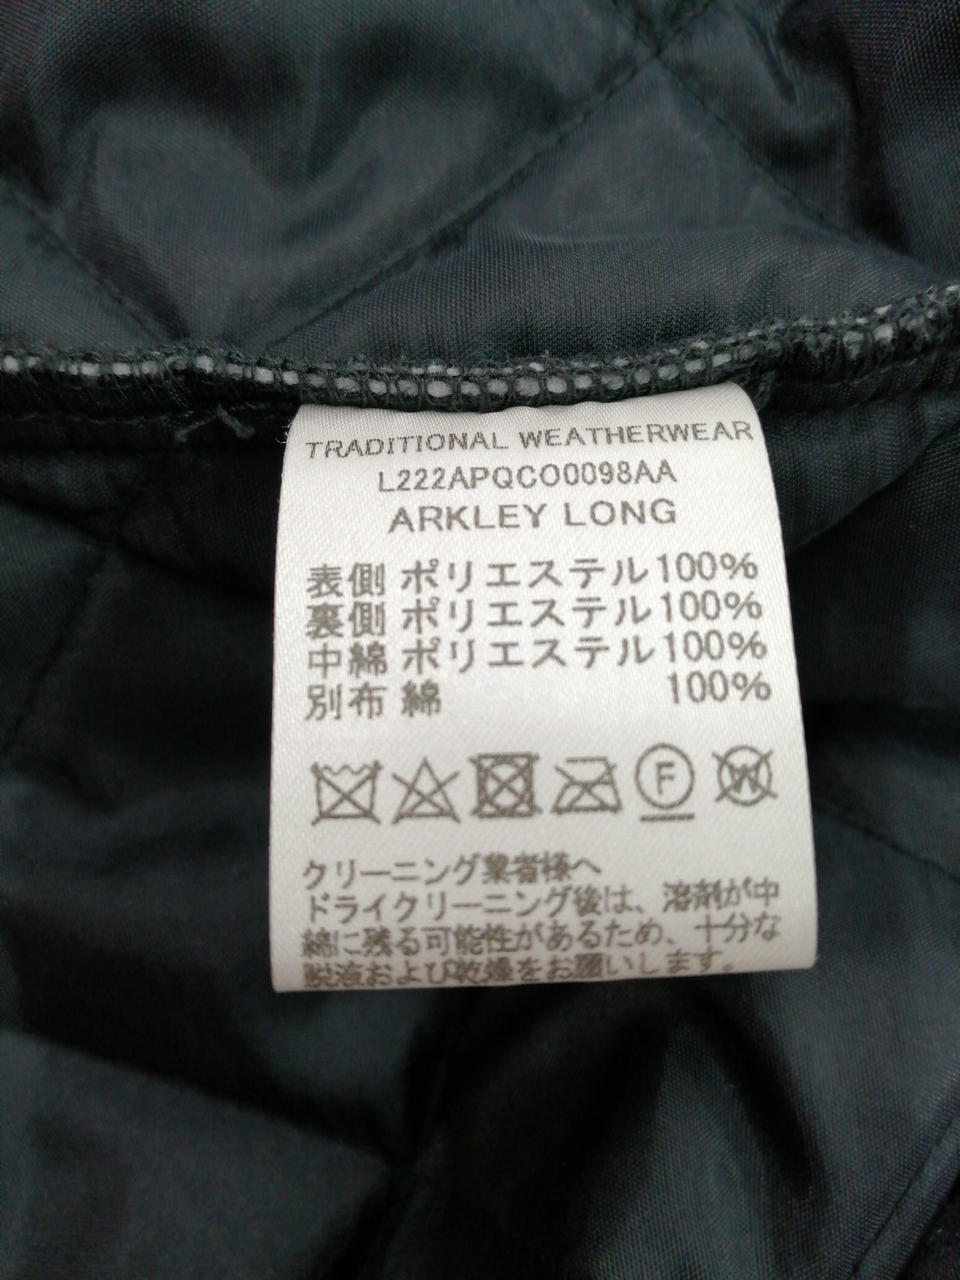 TRADITIONAL WEATHERWEAR
L222APQCO0098AA
ARKLEY LONG
表側 ポリエステル100%
裏側 ポリエステル100%
中綿 ポリエステル100%
別布 綿 100%
F W
クリーニング業者様へ
ドライクリーニング後は、溶剤が中
綿に残る可能性があるため、十分な
脱液および乾燥をお願いします。